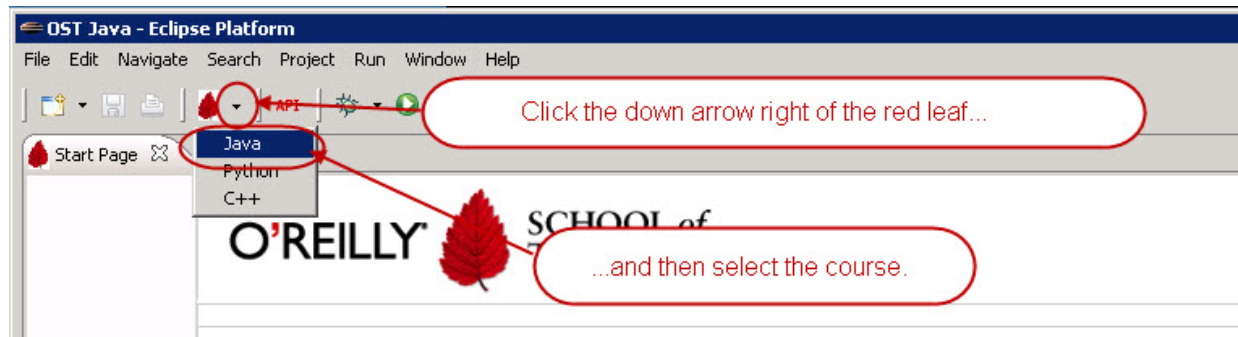 OST Java - Eclipse Platform
File Edit Navigate Search Project Run Window Help
API
Click the down arrow right of the red leaf...
Start Page
Java
Python
C++
O'REILLY
SCHOOL of
...and then select the course.